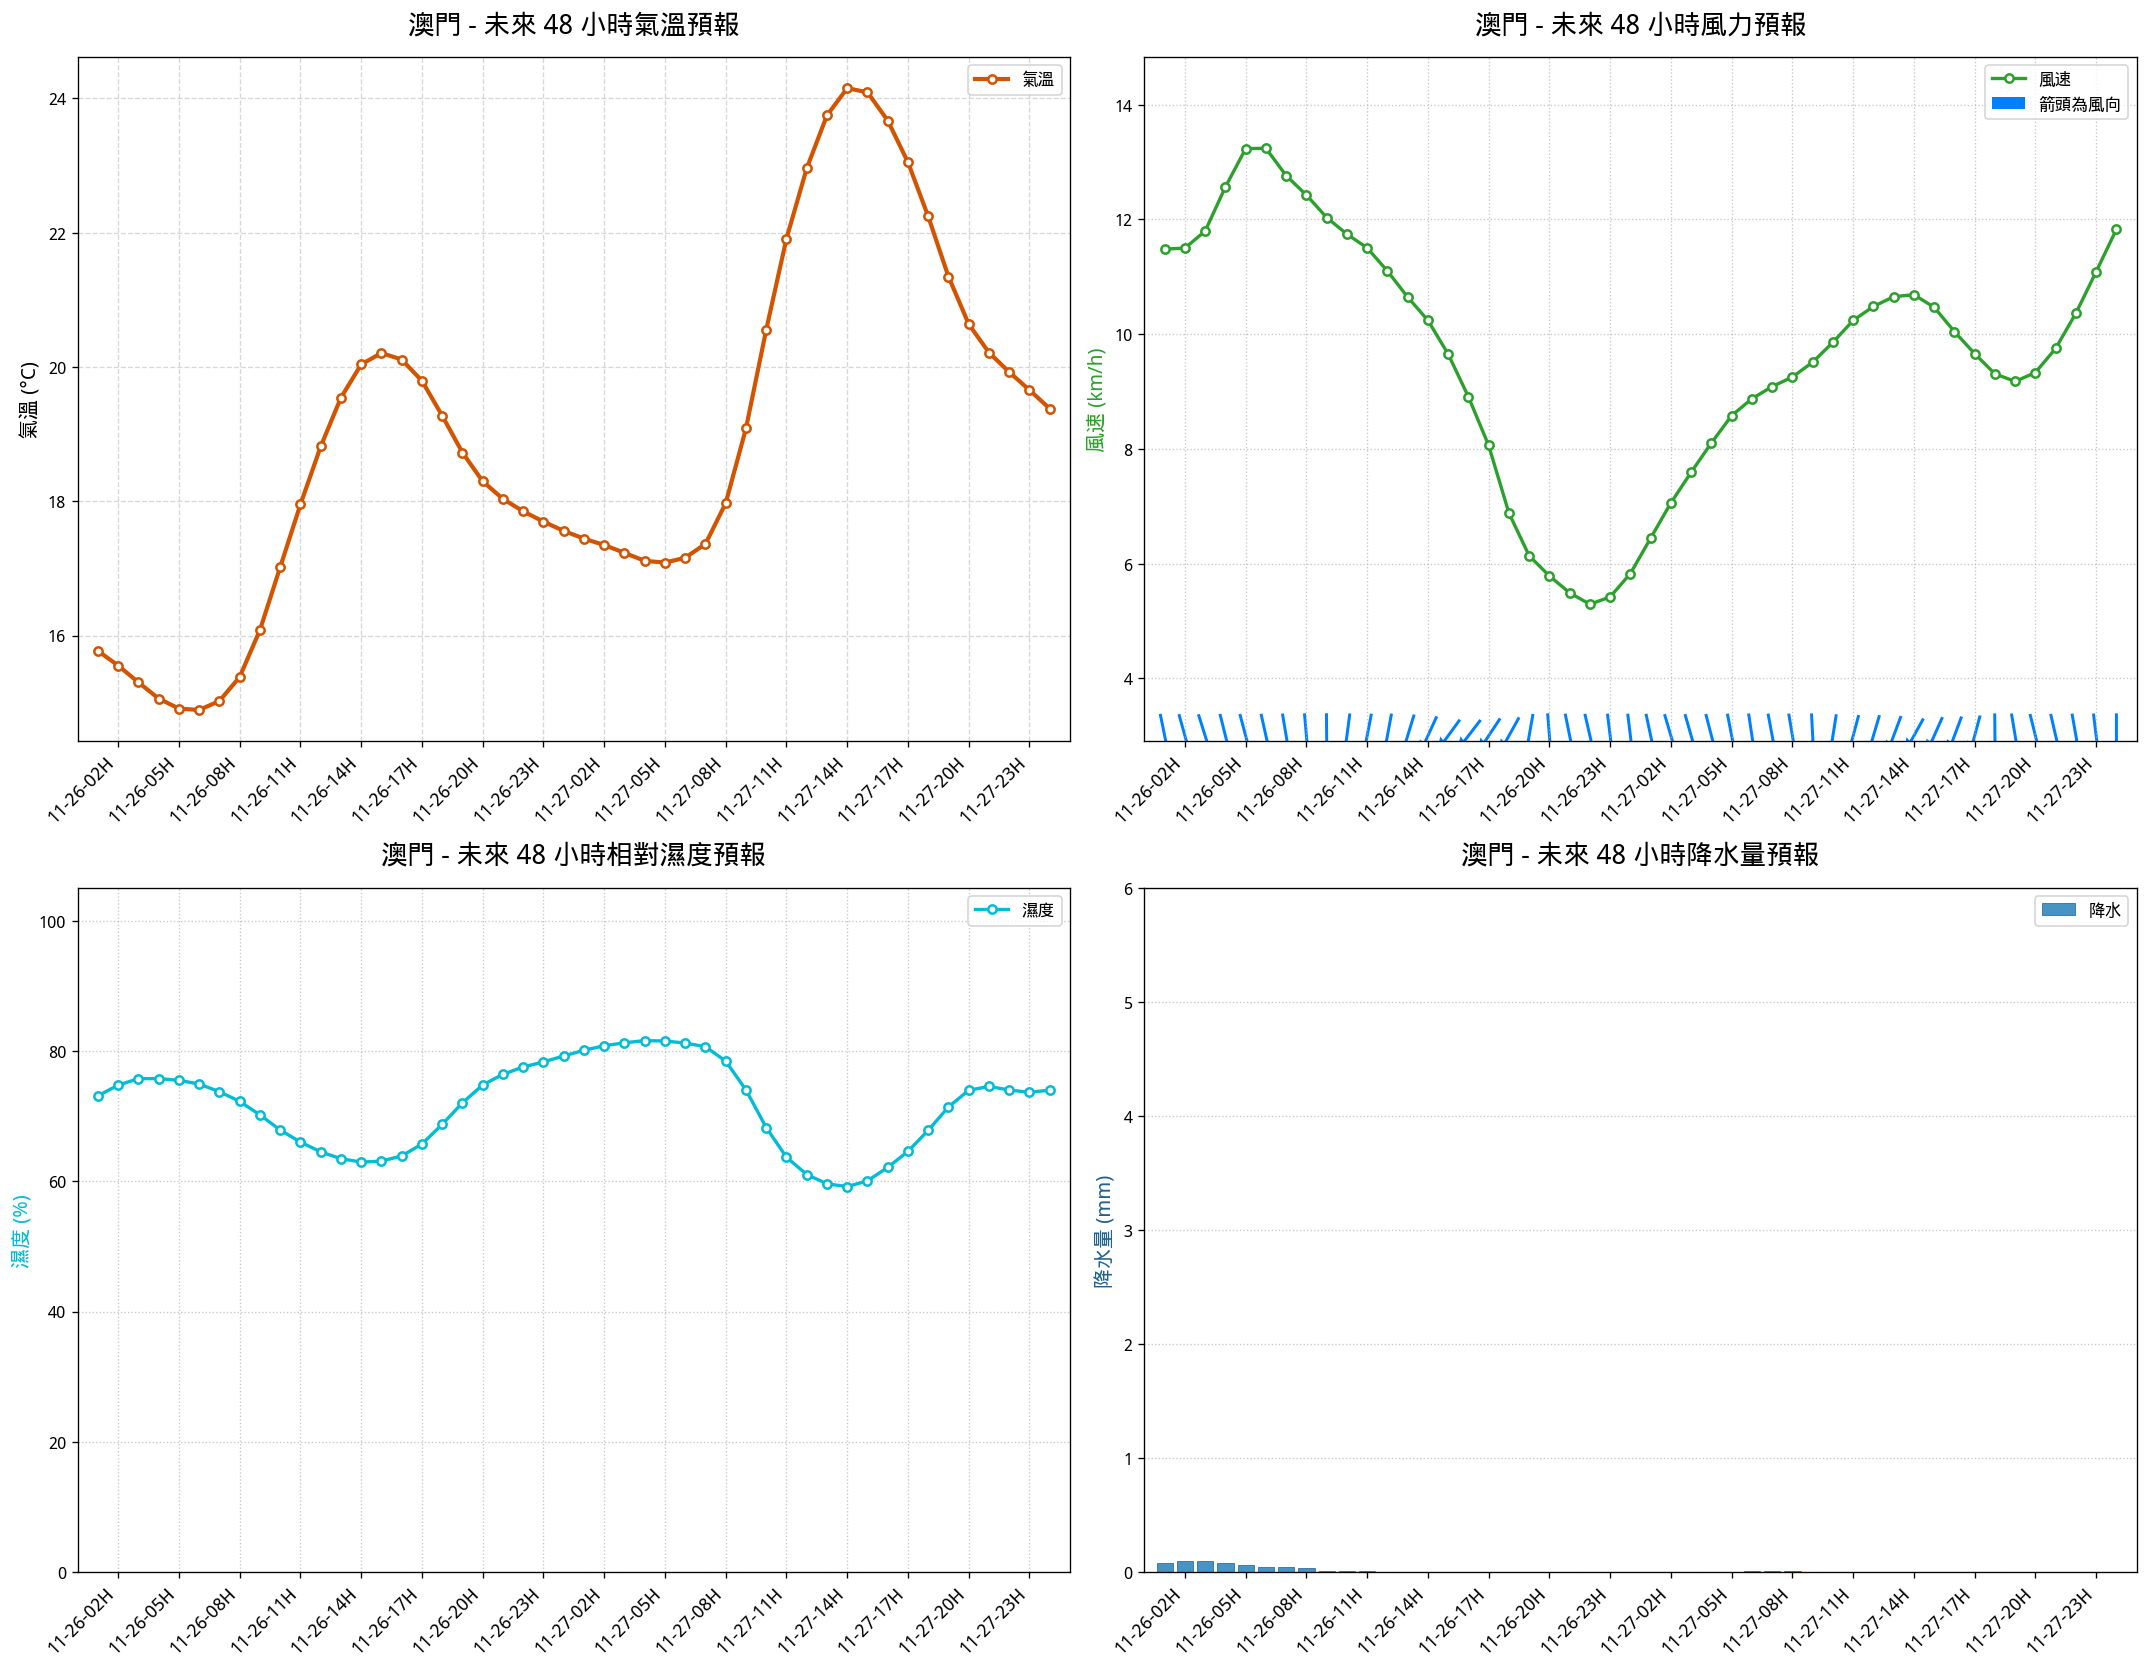 澳門 - 未來 48 小時氣溫預報
氣溫
氣溫 (°C)
24
22
20
18
16
11-26-02H
11-26-05H
11-26-08H
11-26-11H
11-26-14H
11-26-17H
11-26-20H
11-26-23H
11-27-02H
11-27-05H
11-27-08H
11-27-11H
11-27-14H
11-27-17H
11-27-20H
11-27-23H
澳門 - 未來 48 小時風力預報
風速
箭頭為風向
風速 (km/h)
14
12
10
8
6
4
11-26-02H
11-26-05H
11-26-08H
11-26-11H
11-26-14H
11-26-17H
11-26-20H
11-26-23H
11-27-02H
11-27-05H
11-27-08H
11-27-11H
11-27-14H
11-27-17H
11-27-20H
11-27-23H
澳門 - 未來 48 小時相對濕度預報
濕度
濕度 (%)
100
80
60
40
20
0
11-26-02H
11-26-05H
11-26-08H
11-26-11H
11-26-14H
11-26-17H
11-26-20H
11-26-23H
11-27-02H
11-27-05H
11-27-08H
11-27-11H
11-27-14H
11-27-17H
11-27-20H
11-27-23H
澳門 - 未來 48 小時降水量預報
降水
降水量 (mm)
6
5
4
3
2
1
0
11-26-02H
11-26-05H
11-26-08H
11-26-11H
11-26-14H
11-26-17H
11-26-20H
11-26-23H
11-27-02H
11-27-05H
11-27-08H
11-27-11H
11-27-14H
11-27-17H
11-27-20H
11-27-23H